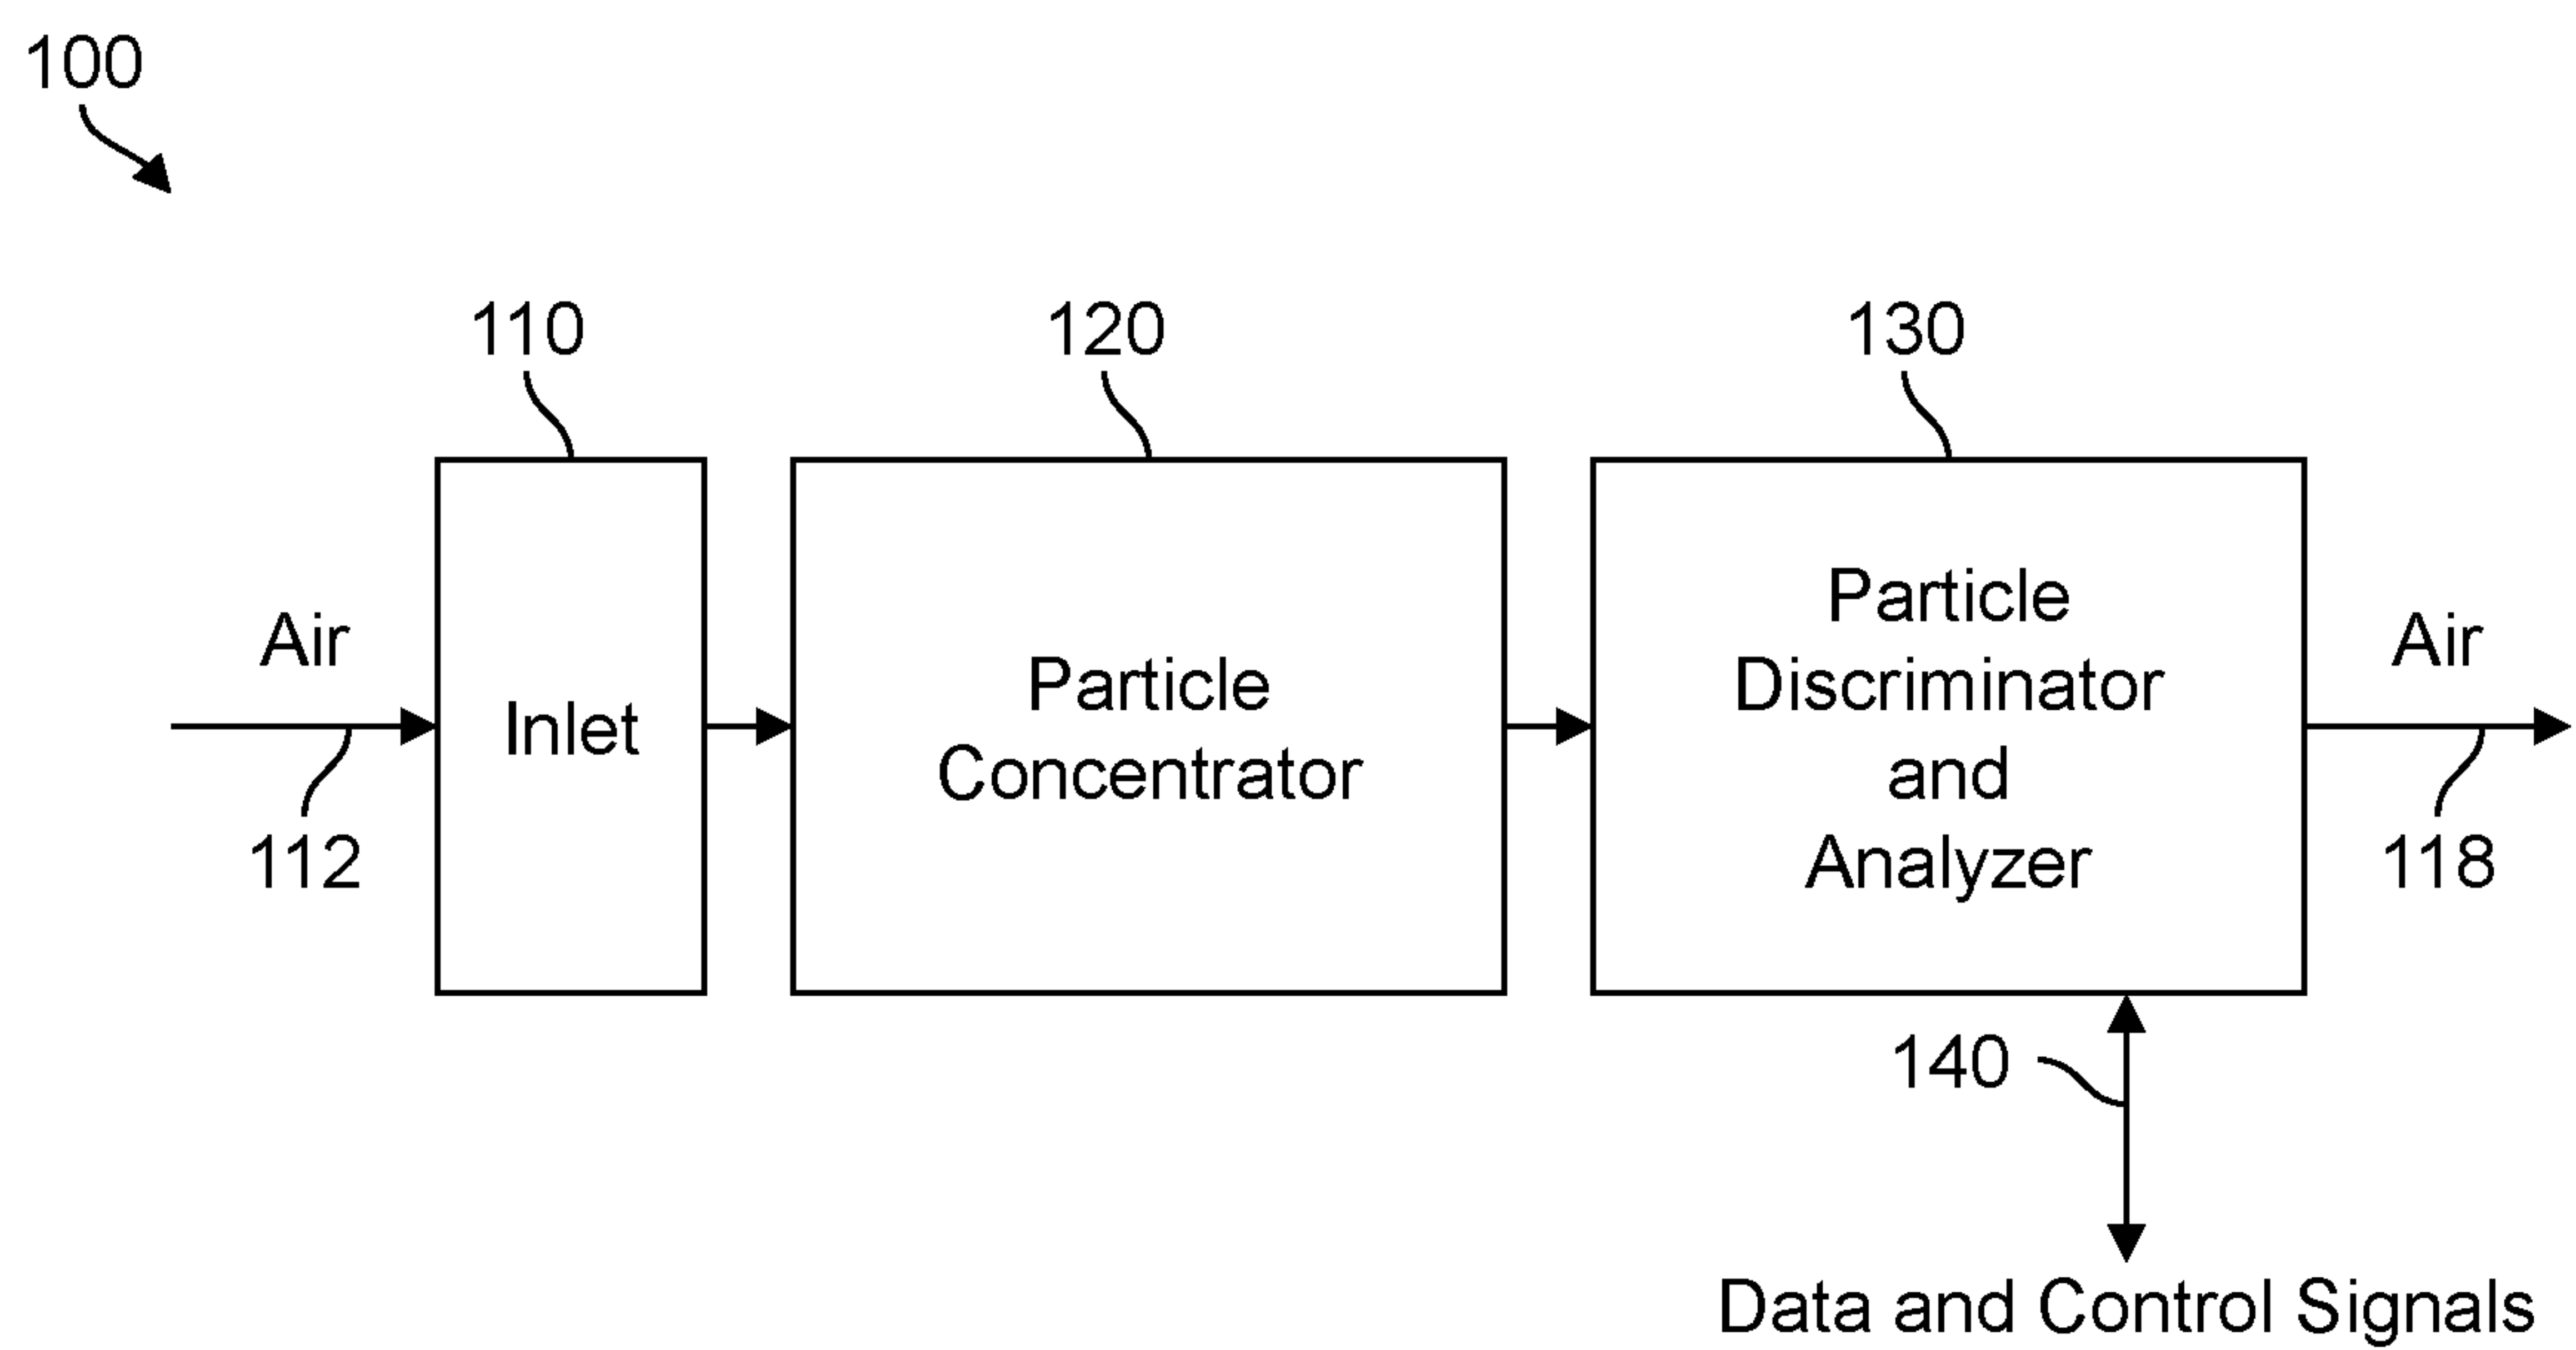 100
110
120
130
Air
Inlet
112
Particle
Concentrator
Particle
Discriminator
and
Analyzer
Air
118
140
Data and Control Signals